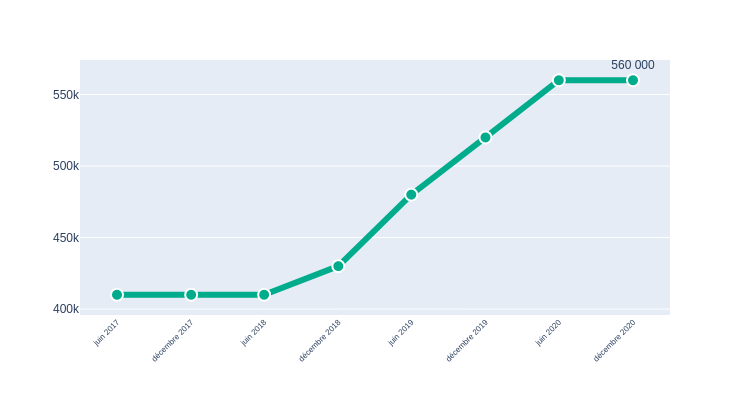 560 000
550k
500k
450k
400k
juin 2017
décembre 2017
juin 2018
décembre 2018
juin 2019
décembre 2019
juin 2020
décembre 2020